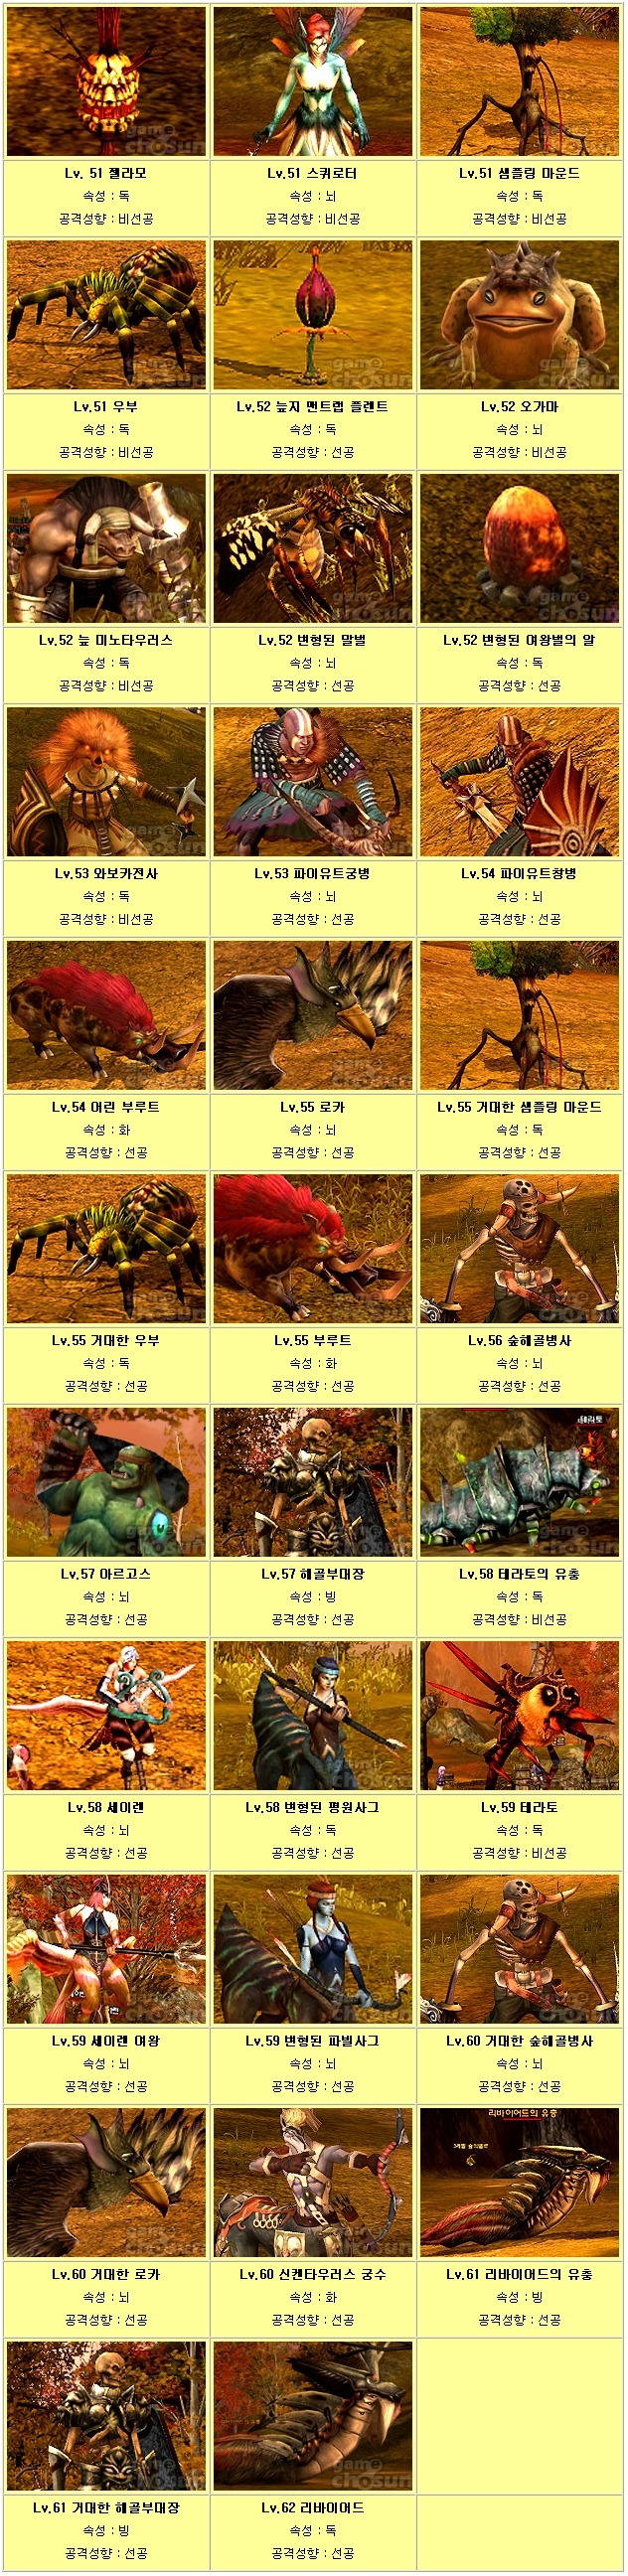 Lv. 51 젤라모
속성 : 독
공격성향 : 비선공
Lv.51 스퀴로터
속성 : 뇌
공격성향 : 비선공
Lv.51 샘플링 마운드
속성 : 독
공격성향 : 비선공
Lv.51 우부
속성 : 독
공격성향 : 비선공
Lv.52 늪지 맨트랩 플랜트
속성 : 독
공격성향 : 선공
Lv.52 오가마
속성 : 뇌
공격성향 : 비선공
Lv.52 늪 미노타우러스
속성 : 독
공격성향 : 비선공
Lv.52 변형된 말벌
속성 : 뇌
공격성향 : 선공
Lv.52 변형된 여왕벌의 알
속성 : 독
공격성향 : 선공
Lv.53 와보카전사
속성 : 독
공격성향 : 비선공
Lv.53 파이유트궁병
속성 : 뇌
공격성향 : 선공
Lv.54 파이유트창병
속성 : 뇌
공격성향 : 선공
Lv.54 어린 부루트
속성 : 화
공격성향 : 선공
Lv.55 로카
속성 : 뇌
공격성향 : 선공
Lv.55 거대한 샘플링 마운드
속성 : 독
공격성향 : 선공
Lv.55 거대한 우부
속성 : 독
공격성향 : 선공
Lv.55 부루트
속성 : 화
공격성향 : 선공
Lv.56 숲해골병사
속성 : 뇌
공격성향 : 선공
테라토
Lv.57 아르고스
속성 : 뇌
공격성향 : 선공
Lv.57 해골부대장
속성 : 빙
공격성향 : 선공
Lv.58 테라토의 유충
속성 : 독
공격성향 : 비선공
Lv.58 세이렌
속성 : 뇌
공격성향 : 선공
Lv.58 변형된 평원사그
속성 : 독
공격성향 : 선공
Lv.59 테라토
속성 : 독
공격성향 : 비선공
Lv.59 세이렌 여왕
속성 : 뇌
공격성향 : 선공
Lv.59 변형된 파빌사그
속성 : 뇌
공격성향 : 선공
Lv.60 거대한 숲해골병사
속성 : 뇌
공격성향 : 선공
리바이어드의 유충
Lv.60 거대한 로카
속성 : 뇌
공격성향 : 선공
Lv.60 신켄타우러스 궁수
속성 : 화
공격성향 : 선공
Lv.61 리바이어드의 유충
속성 : 빙
공격성향 : 선공
Lv.61 거대한 해골부대장
속성 : 빙
공격성향 : 선공
Lv.62 리바이어드
속성 : 독
공격성향 : 선공